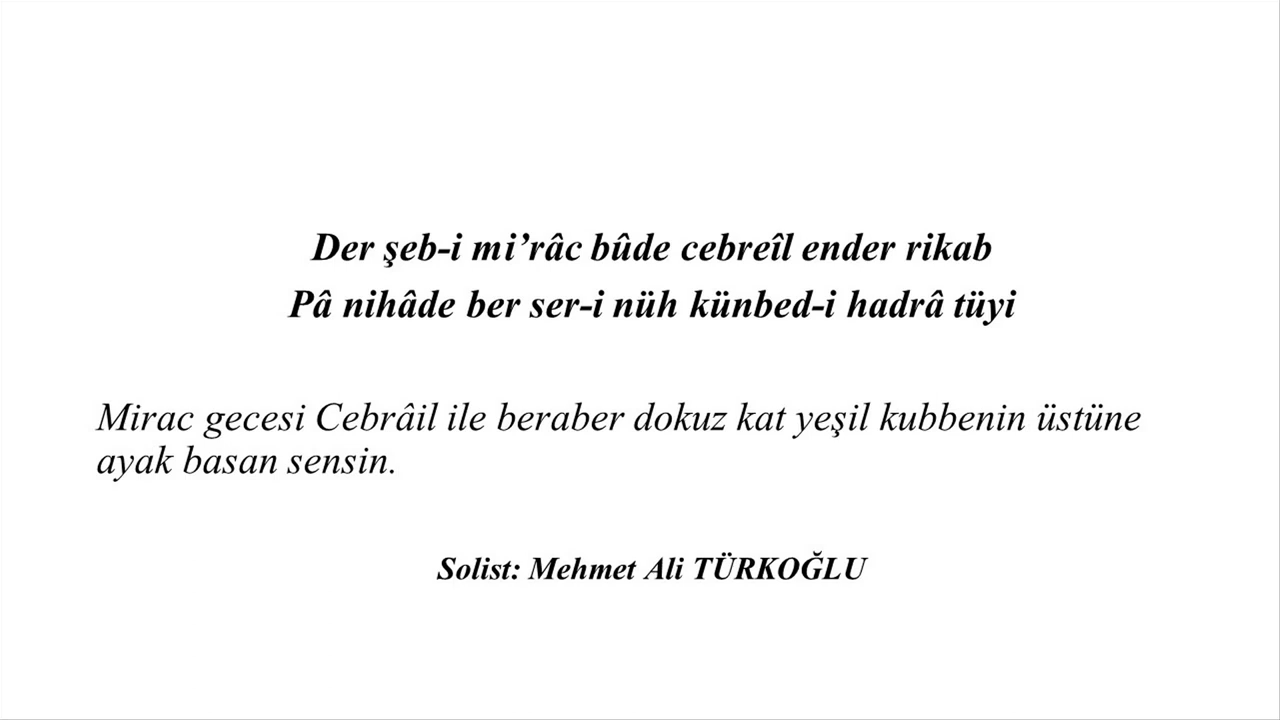 Der şeb-i mi’râc bûde cebreîl ender rikab
Pâ nihâde ber ser-i nüh künbed-i hadrâ tüyi
Mirac gecesi Cebrâil ile beraber dokuz kat yeşil kubbenin üstüne
ayak basan sensin.
Solist: Mehmet Ali TÜRKOĞLU